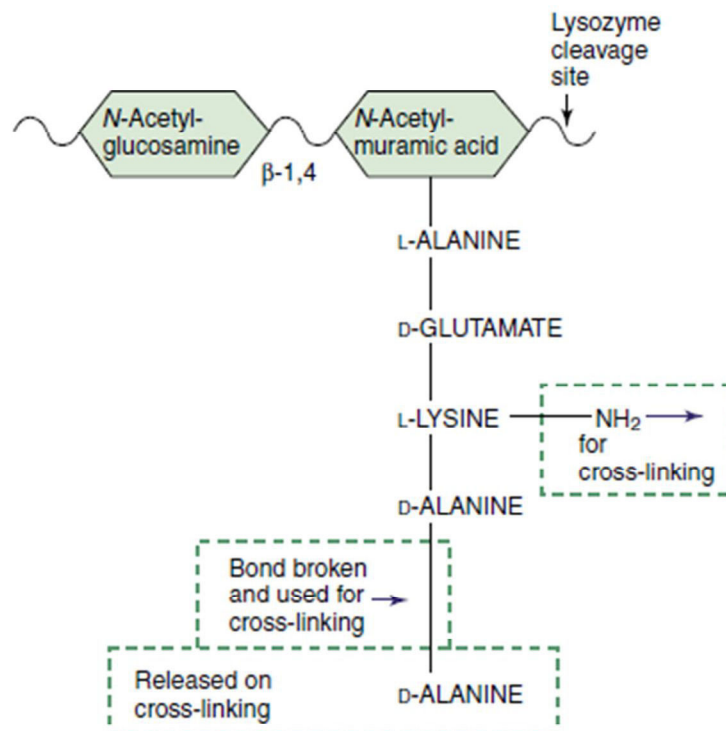 Lysozyme
cleavage
site
N-Acetyl-
glucosamine
β-1,4
N-Acetyl-
muramic acid
L-ALANINE
D-GLUTAMATE
L-LYSINE
NH₂
for
cross-linking
D-ALANINE
Bond broken
and used for
cross-linking
Released on
cross-linking
D-ALANINE